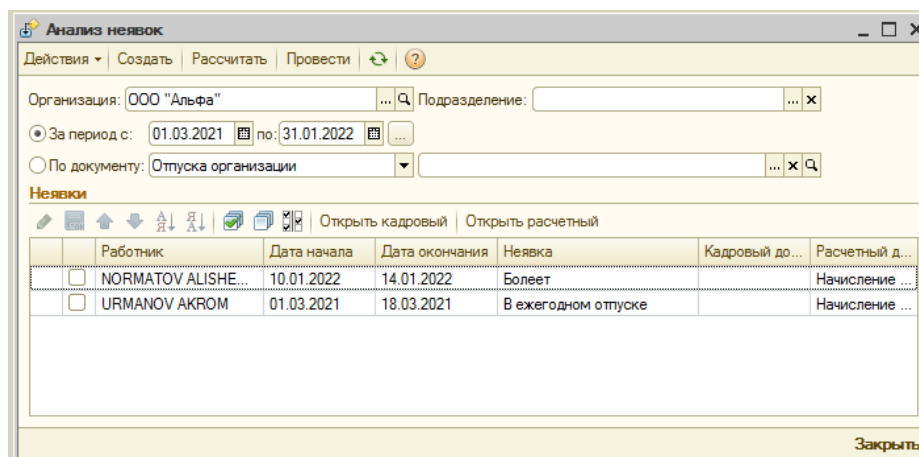 Анализ неявок
Действия Создать Рассчитать Провести
Организация: ООО "Альфа" ... Подразделение: ...
За период с: 01.03.2021 по: 31.01.2022 ...
По документу: Отпуска организации ...
Неявки
Открыть кадровый Открыть расчетный
Работник Дата начала Дата окончания Неявка Кадровый до... Расчетный д...
NORMATOV ALISHE... 10.01.2022 14.01.2022 Болеет Начисление ...
URMANOV AKROM 01.03.2021 18.03.2021 В ежегодном отпуске Начисление ...
Закрыть